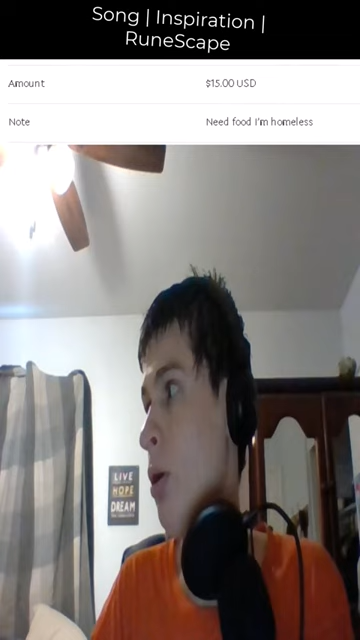 Song | Inspiration |
RuneScape
Amount $15.00 USD
Note Need food I'm homeless
LIVE
HOPE
DREAM